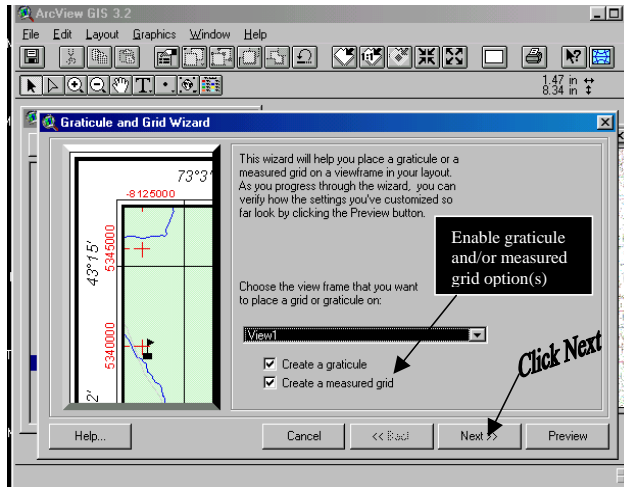 ArcView GIS 3.2
File Edit Layout Graphics Window Help
1.47 in
8.34 in
Graticule and Grid Wizard
73°3'
-8125000
43°15'
5345000
5340000
2'
This wizard will help you place a graticule or a
measured grid on a viewframe in your layout.
As you progress through the wizard, you can
verify how the settings you've customized so
far look by clicking the Preview button.
Enable graticule
and/or measured
grid option(s)
Choose the view frame that you want
to place a grid or graticule on:
View1
Create a graticule
Create a measured grid
Click Next
Help...
Cancel
<< Back
Next >>
Preview